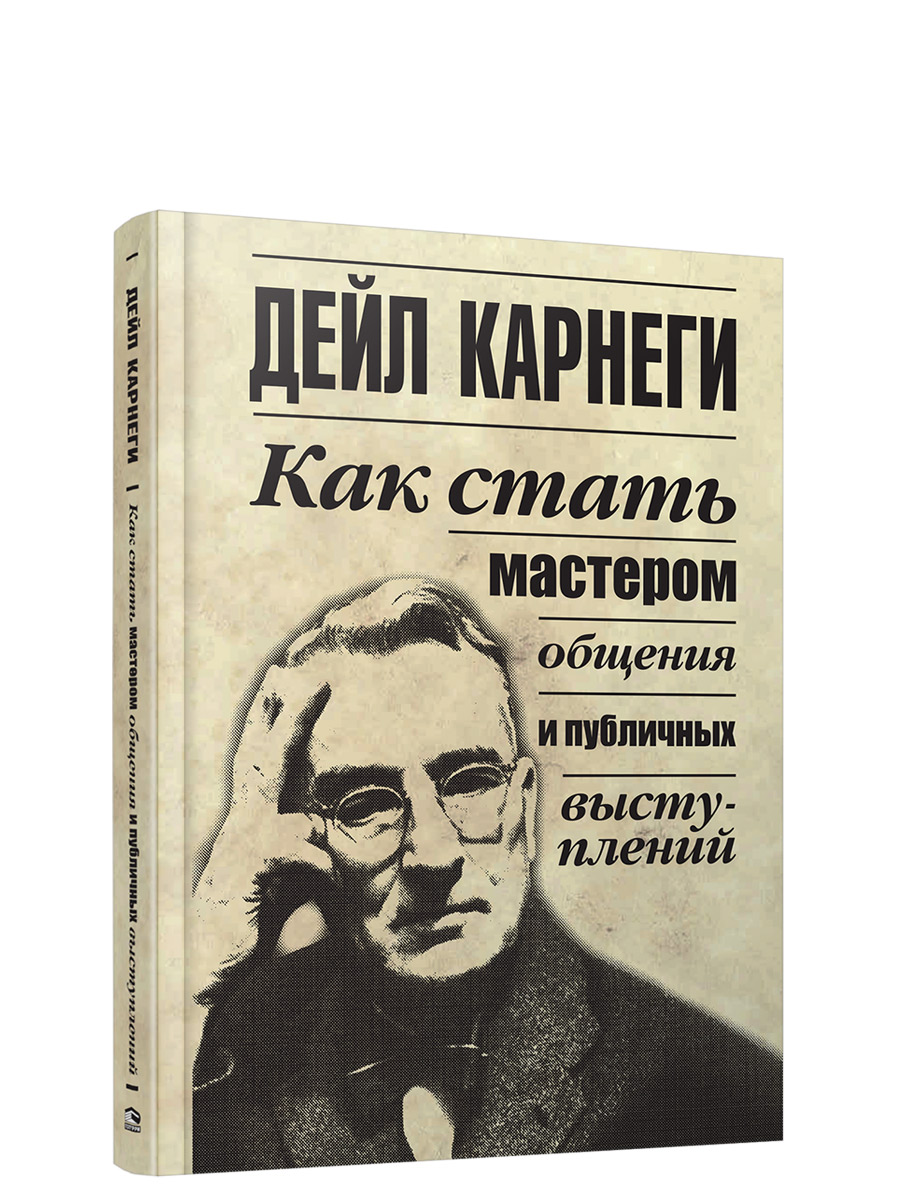 ДЕЙЛ КАРНЕГИ
Как стать
мастером
общения
и публичных
высту-
плений
ДЕЙЛ КАРНЕГИ
Как стать мастером общения и публичных выступлений